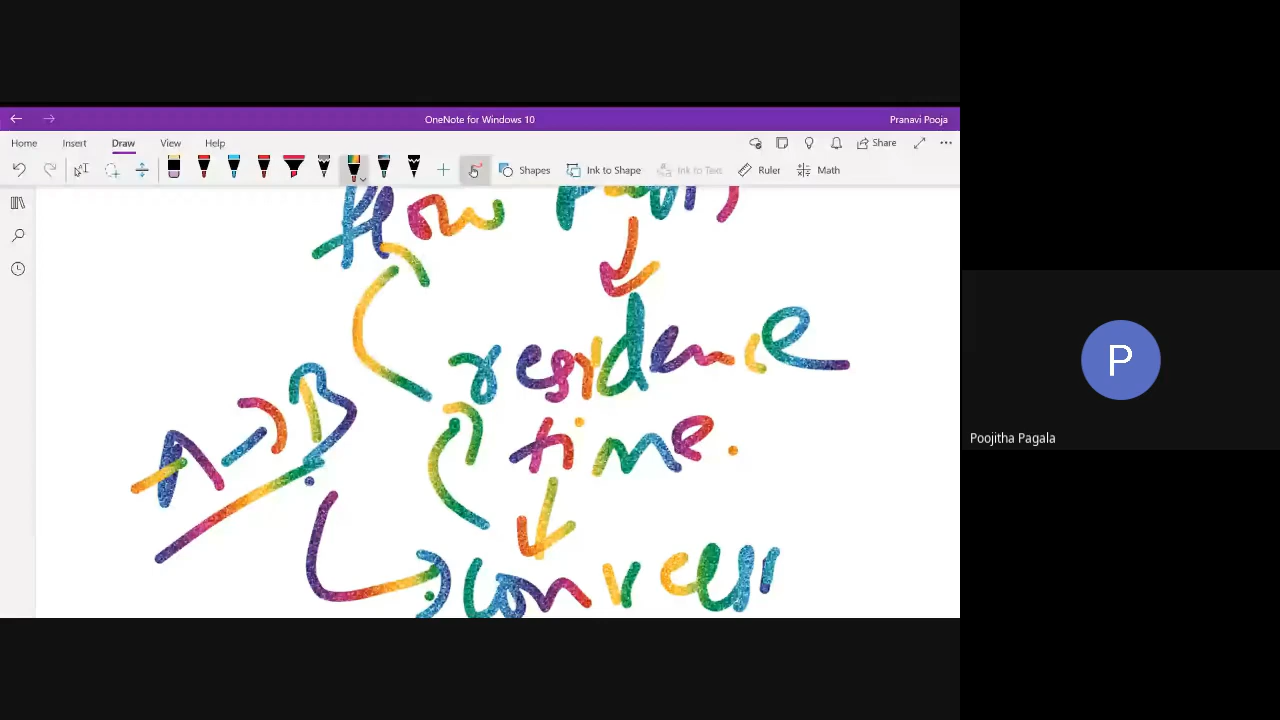 OneNote for Windows 10
Pranavi Pooja
Home Insert Draw View Help
Share
Shapes Ink to Shape Ink to Text Ruler Math
flow
residence
time.
A→B
P
Poojitha Pagala